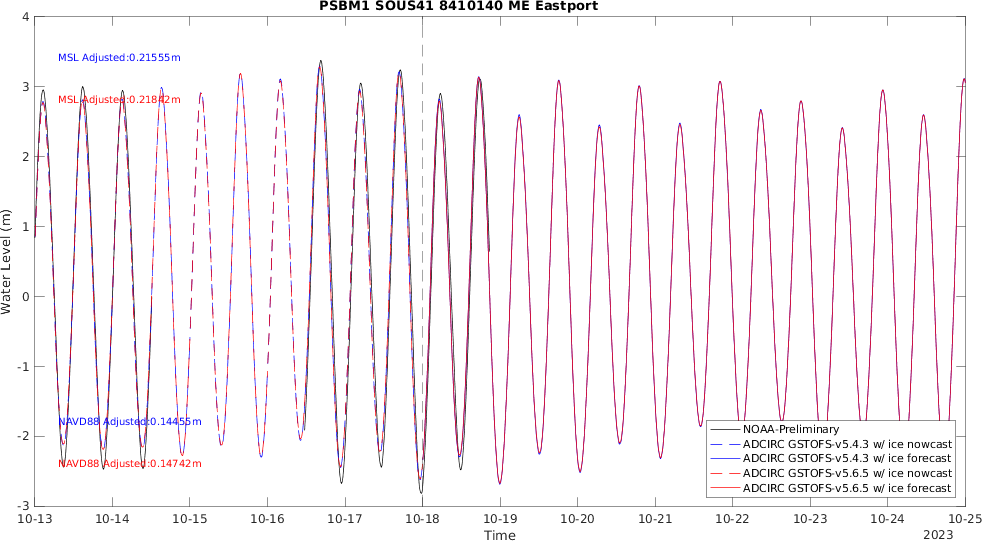 PSBM1 SOUS41 8410140 ME Eastport
Water Level (m)
4
3
2
1
0
-1
-2
-3
MSL Adjusted:0.21555m
MSL Adjusted:0.21842m
NAVD88 Adjusted:0.14455m
NAVD88 Adjusted:0.14742m
NOAA-Preliminary
ADCIRC GSTOFS-v5.4.3 w/ ice nowcast
ADCIRC GSTOFS-v5.4.3 w/ ice forecast
ADCIRC GSTOFS-v5.6.5 w/ ice nowcast
ADCIRC GSTOFS-v5.6.5 w/ ice forecast
10-13 10-14 10-15 10-16 10-17 10-18 10-19 10-20 10-21 10-22 10-23 10-24 10-25
Time
2023